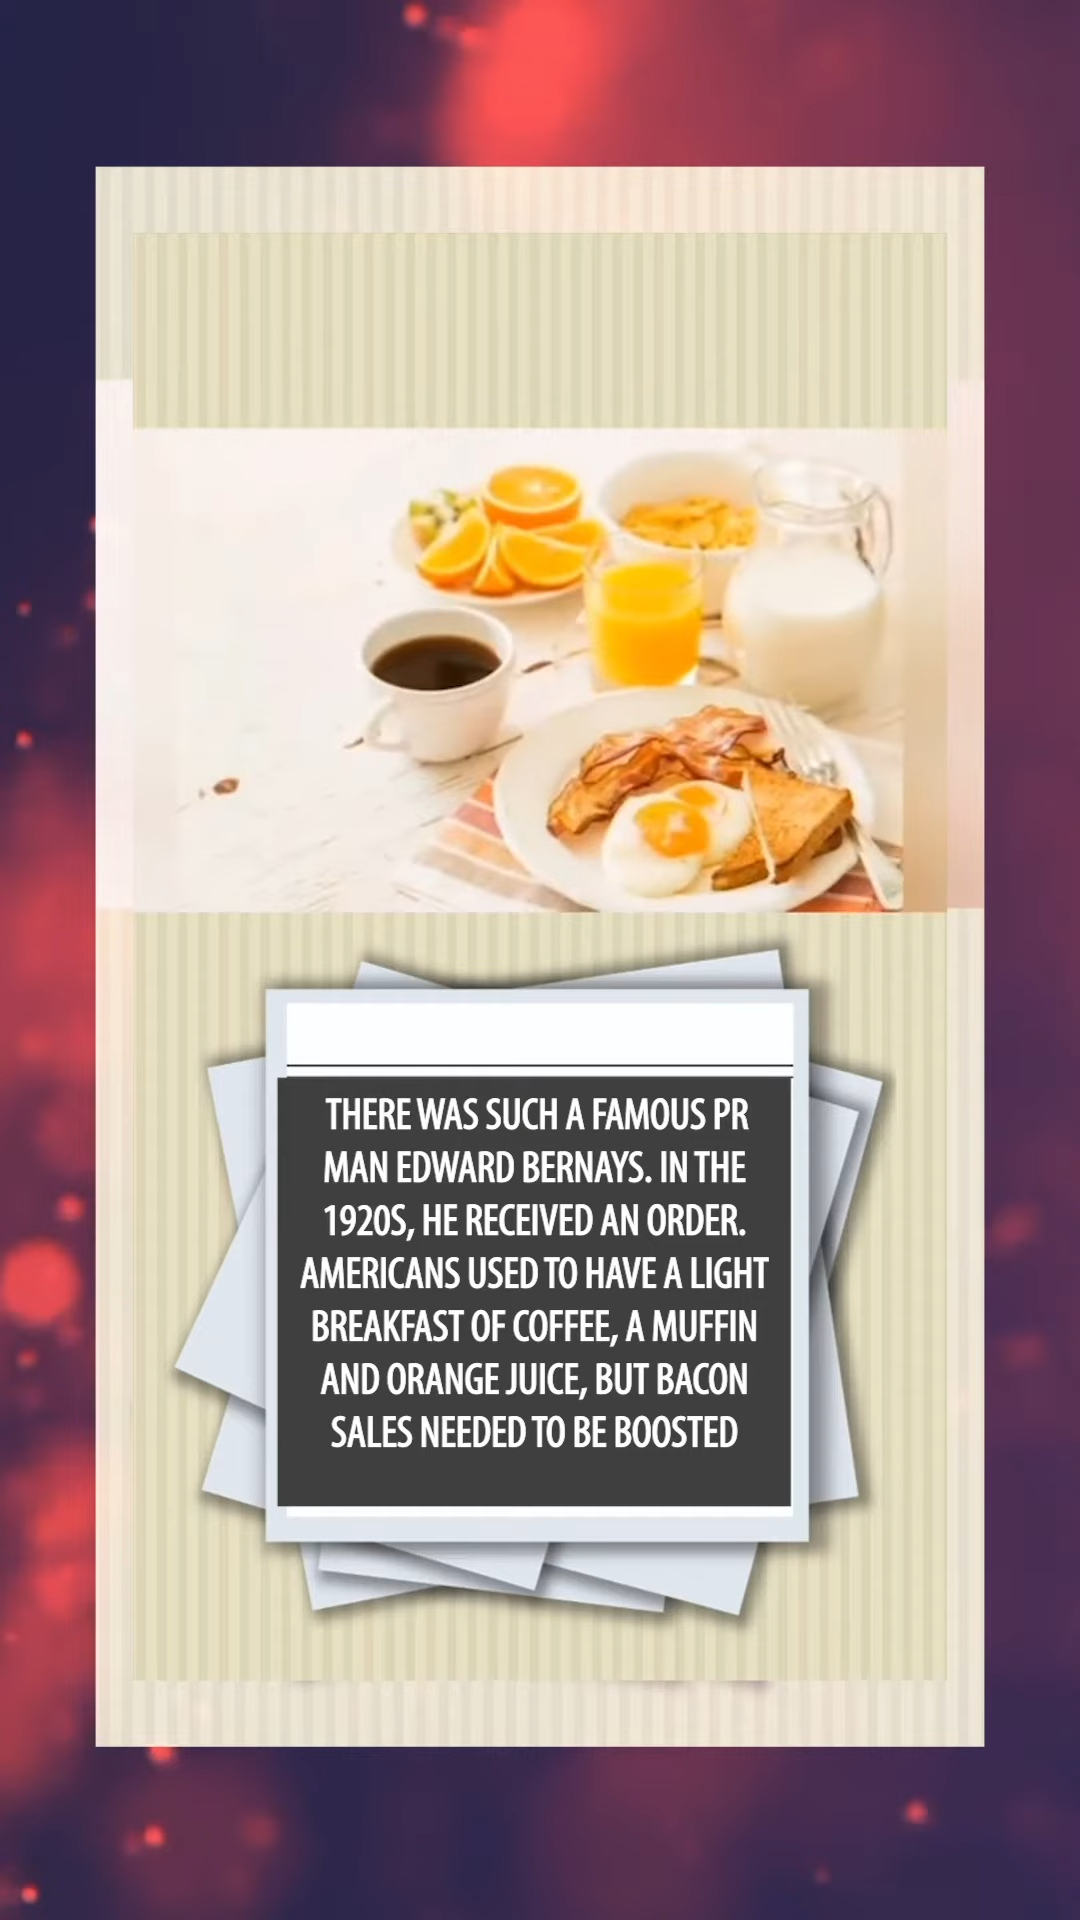 THERE WAS SUCH A FAMOUS PR
MAN EDWARD BERNAYS. IN THE
1920S, HE RECEIVED AN ORDER.
AMERICANS USED TO HAVE A LIGHT
BREAKFAST OF COFFEE, A MUFFIN
AND ORANGE JUICE, BUT BACON
SALES NEEDED TO BE BOOSTED